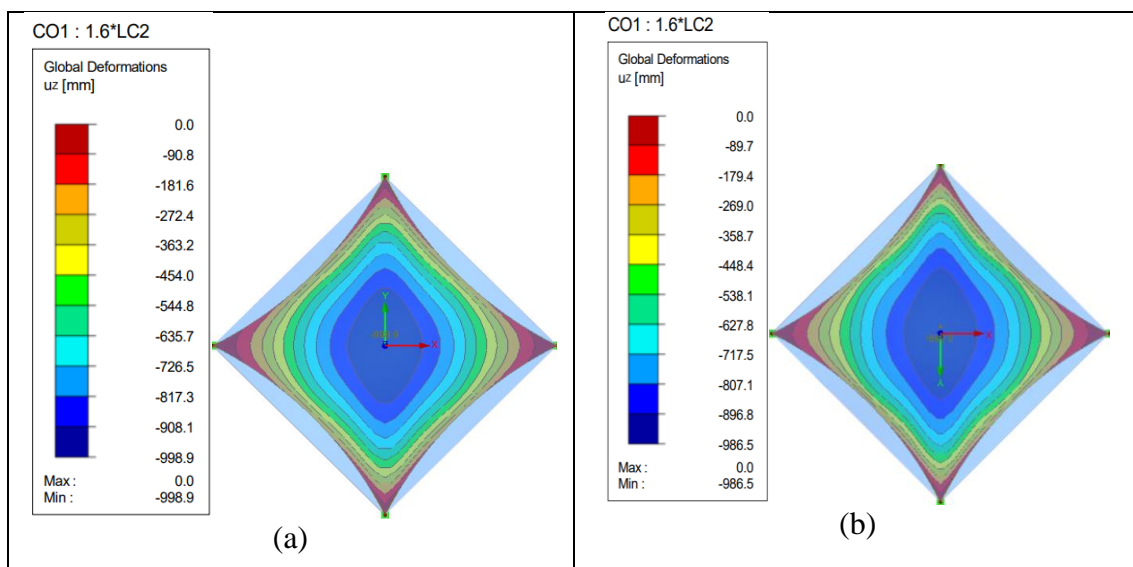 CO1 : 1.6*LC2
Global Deformations
uz [mm]
0.0
-90.8
-181.6
-272.4
-363.2
-454.0
-544.8
-635.7
-726.5
-817.3
-908.1
-998.9
Max : 0.0
Min : -998.9
Y
X
(a)
CO1 : 1.6*LC2
Global Deformations
uz [mm]
0.0
-89.7
-179.4
-269.0
-358.7
-448.4
-538.1
-627.8
-717.5
-807.1
-896.8
-986.5
Max : 0.0
Min : -986.5
X
Y
(b)